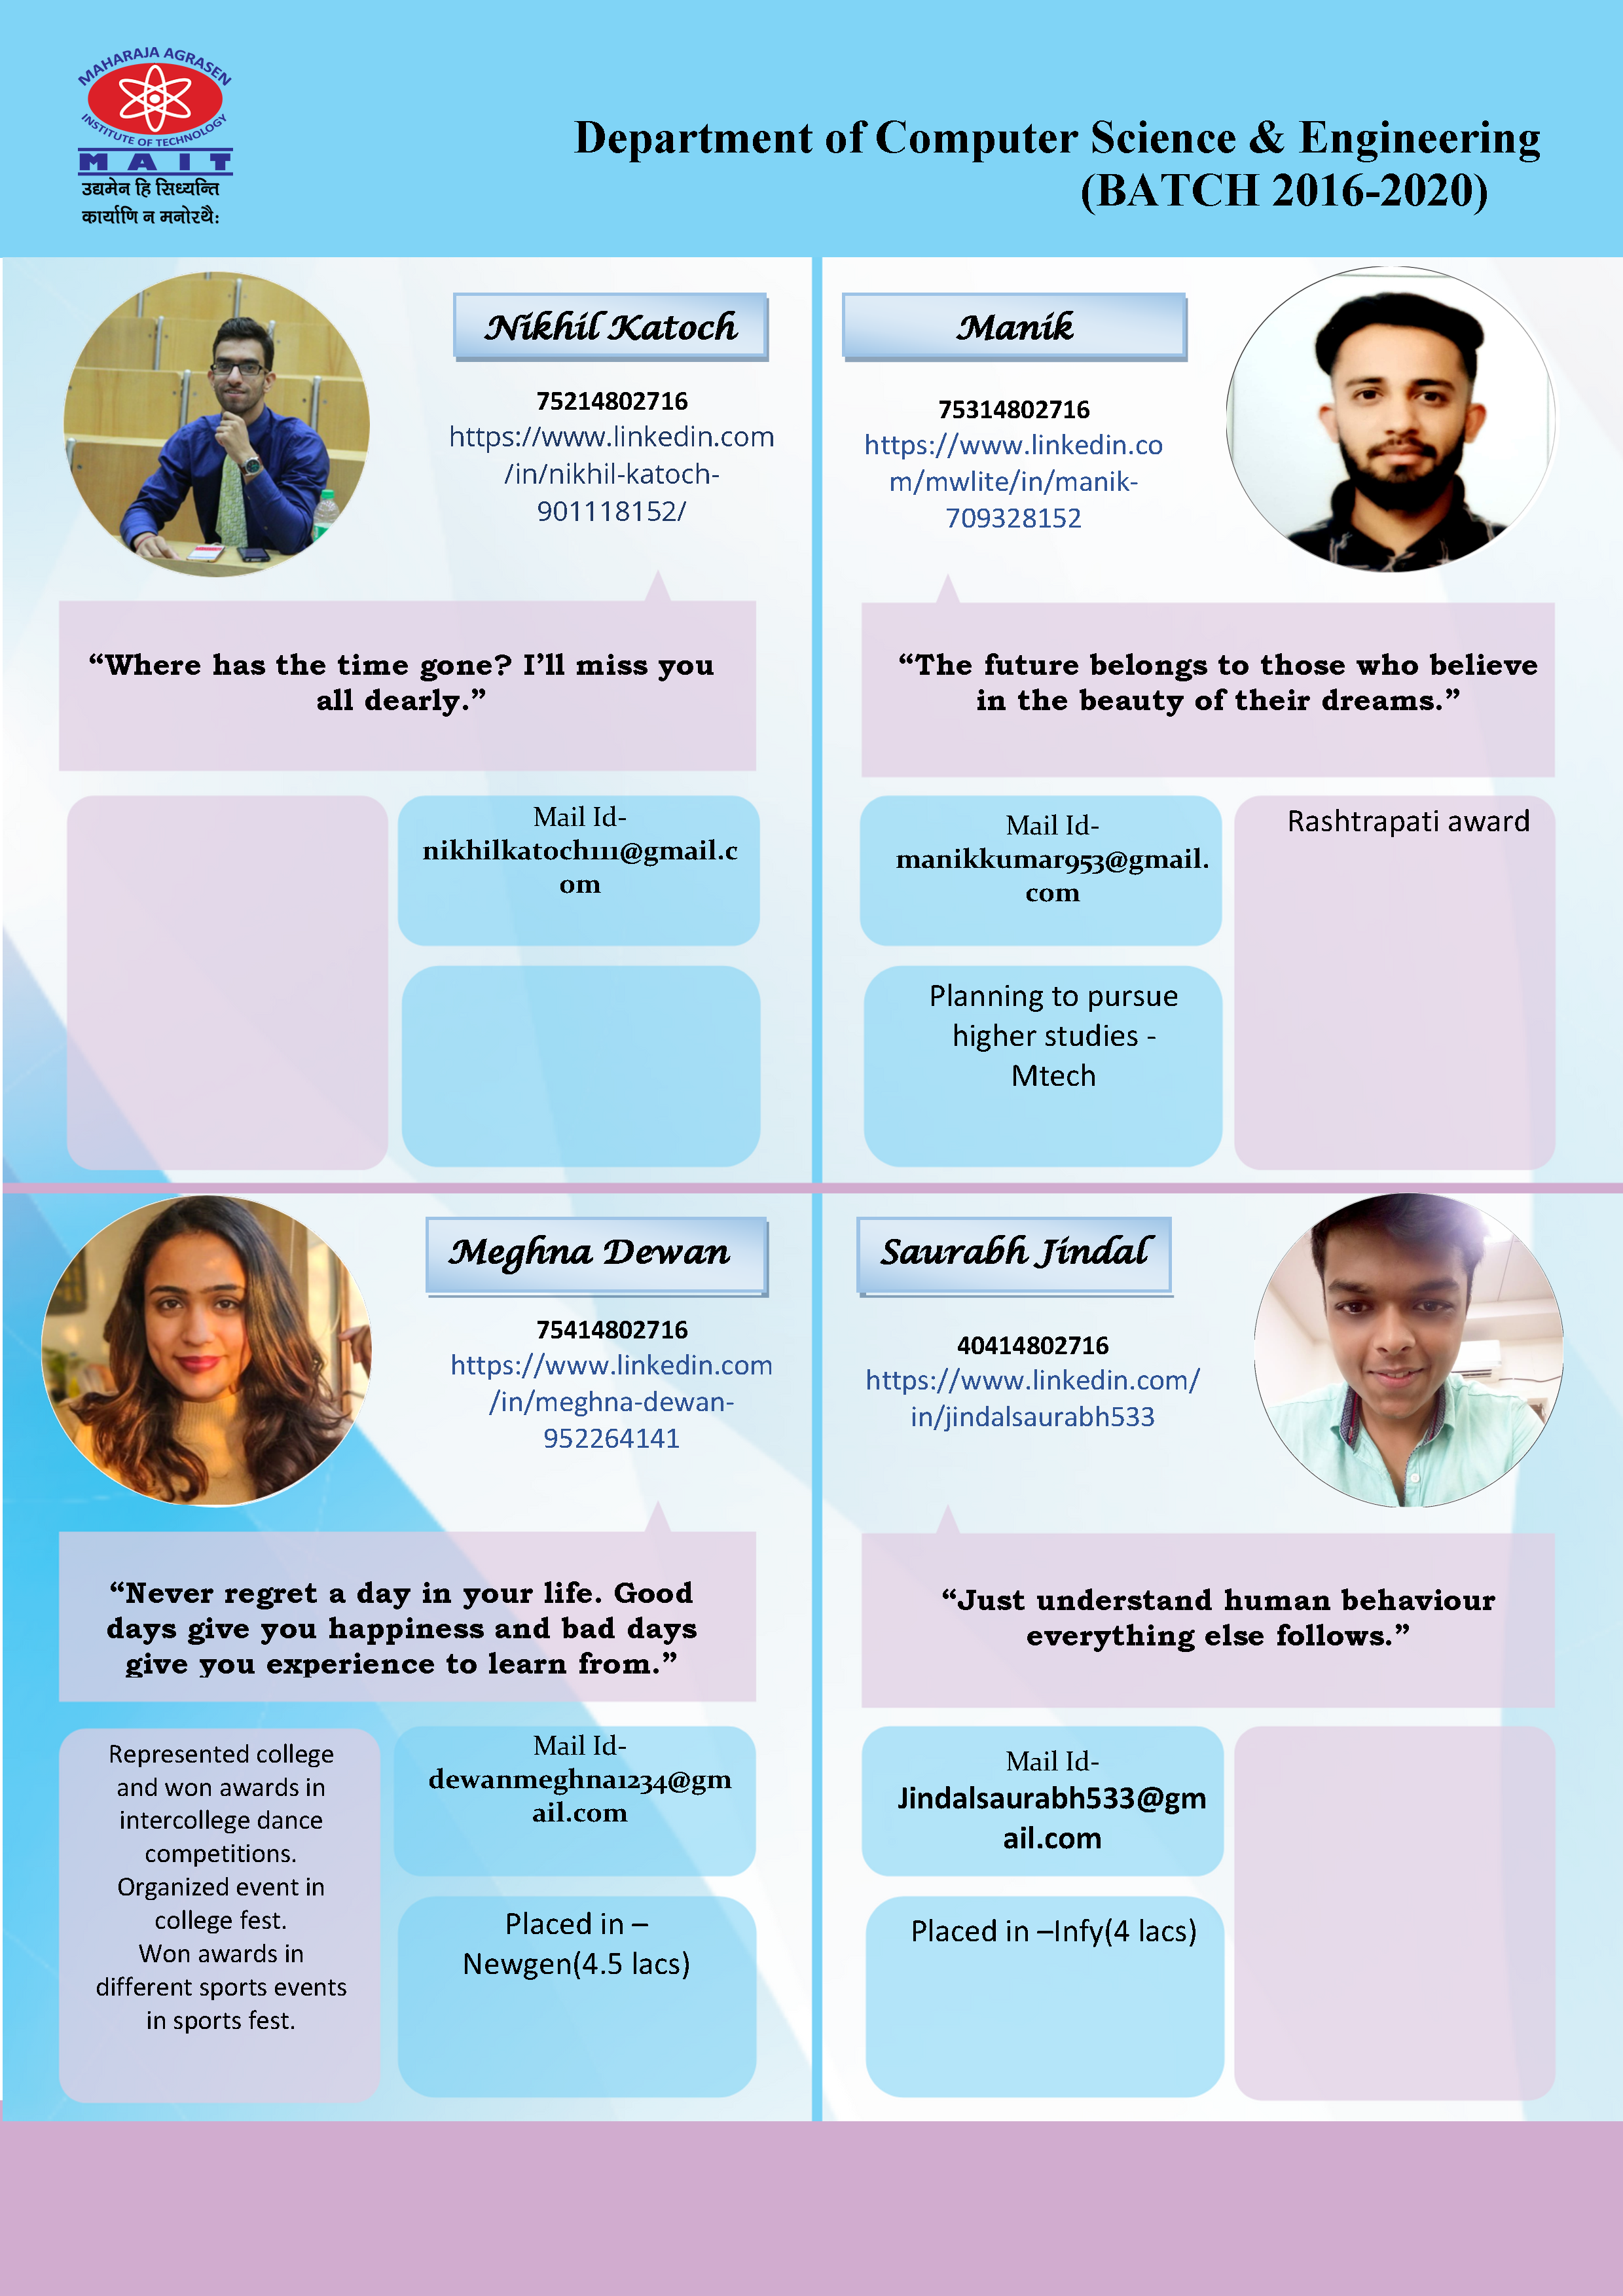 MAHARAJA AGRASEN
INSTITUTE OF TECHNOLOGY
MAIT
उद्यमेन हि सिध्यन्ति
कार्याणि न मनोरथै:
Department of Computer Science & Engineering
(BATCH 2016-2020)
Nikhil Katoch
75214802716
https://www.linkedin.com
/in/nikhil-katoch-
901118152/
“Where has the time gone? I’ll miss you
all dearly.”
Mail Id-
nikhilkatoch111@gmail.c
om
Manik
75314802716
https://www.linkedin.co
m/mwlite/in/manik-
709328152
“The future belongs to those who believe
in the beauty of their dreams.”
Mail Id-
manikkumar953@gmail.
com
Rashtrapati award
Planning to pursue
higher studies -
Mtech
Meghna Dewan
75414802716
https://www.linkedin.com
/in/meghna-dewan-
952264141
“Never regret a day in your life. Good
days give you happiness and bad days
give you experience to learn from.”
Represented college
and won awards in
intercollege dance
competitions.
Organized event in
college fest.
Won awards in
different sports events
in sports fest.
Mail Id-
dewanmeghna1234@gm
ail.com
Placed in –
Newgen(4.5 lacs)
Saurabh Jindal
40414802716
https://www.linkedin.com/
in/jindalsaurabh533
“Just understand human behaviour
everything else follows.”
Mail Id-
Jindalsaurabh533@gm
ail.com
Placed in –Infy(4 lacs)